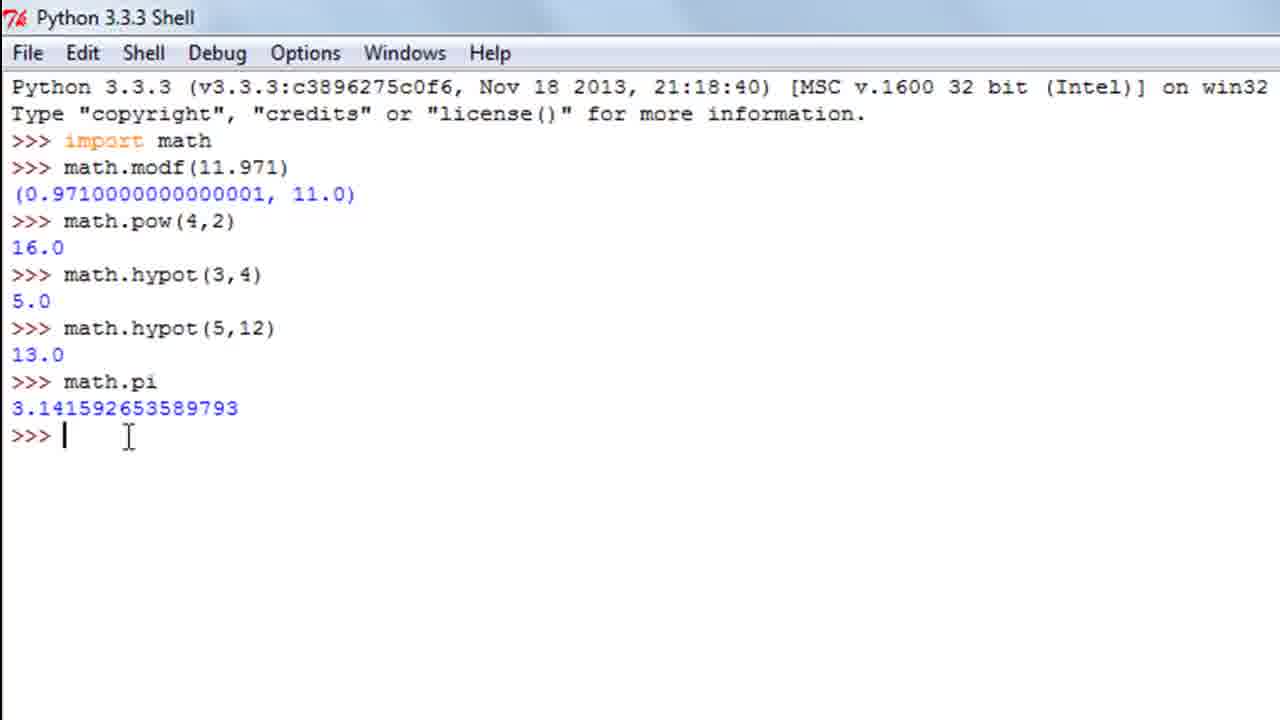 Python 3.3.3 Shell
File Edit Shell Debug Options Windows Help
Python 3.3.3 (v3.3.3:c3896275c0f6, Nov 18 2013, 21:18:40) [MSC v.1600 32 bit (Intel)] on win32
Type "copyright", "credits" or "license()" for more information.
>>> import math
>>> math.modf(11.971)
(0.9710000000000001, 11.0)
>>> math.pow(4,2)
16.0
>>> math.hypot(3,4)
5.0
>>> math.hypot(5,12)
13.0
>>> math.pi
3.141592653589793
>>>